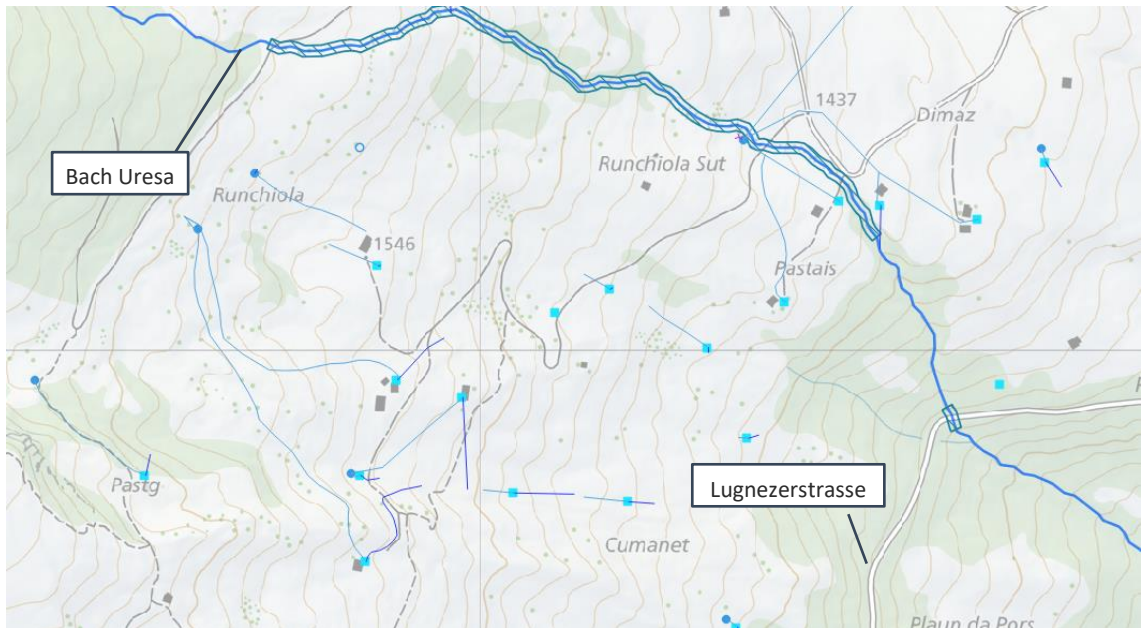 1437
Dimaz
Bach Uresa
Runchiola
Runchiola Sut
1546
Pastais
Pastg
Lugnezerstrasse
Cumanet
Plaun da Pors